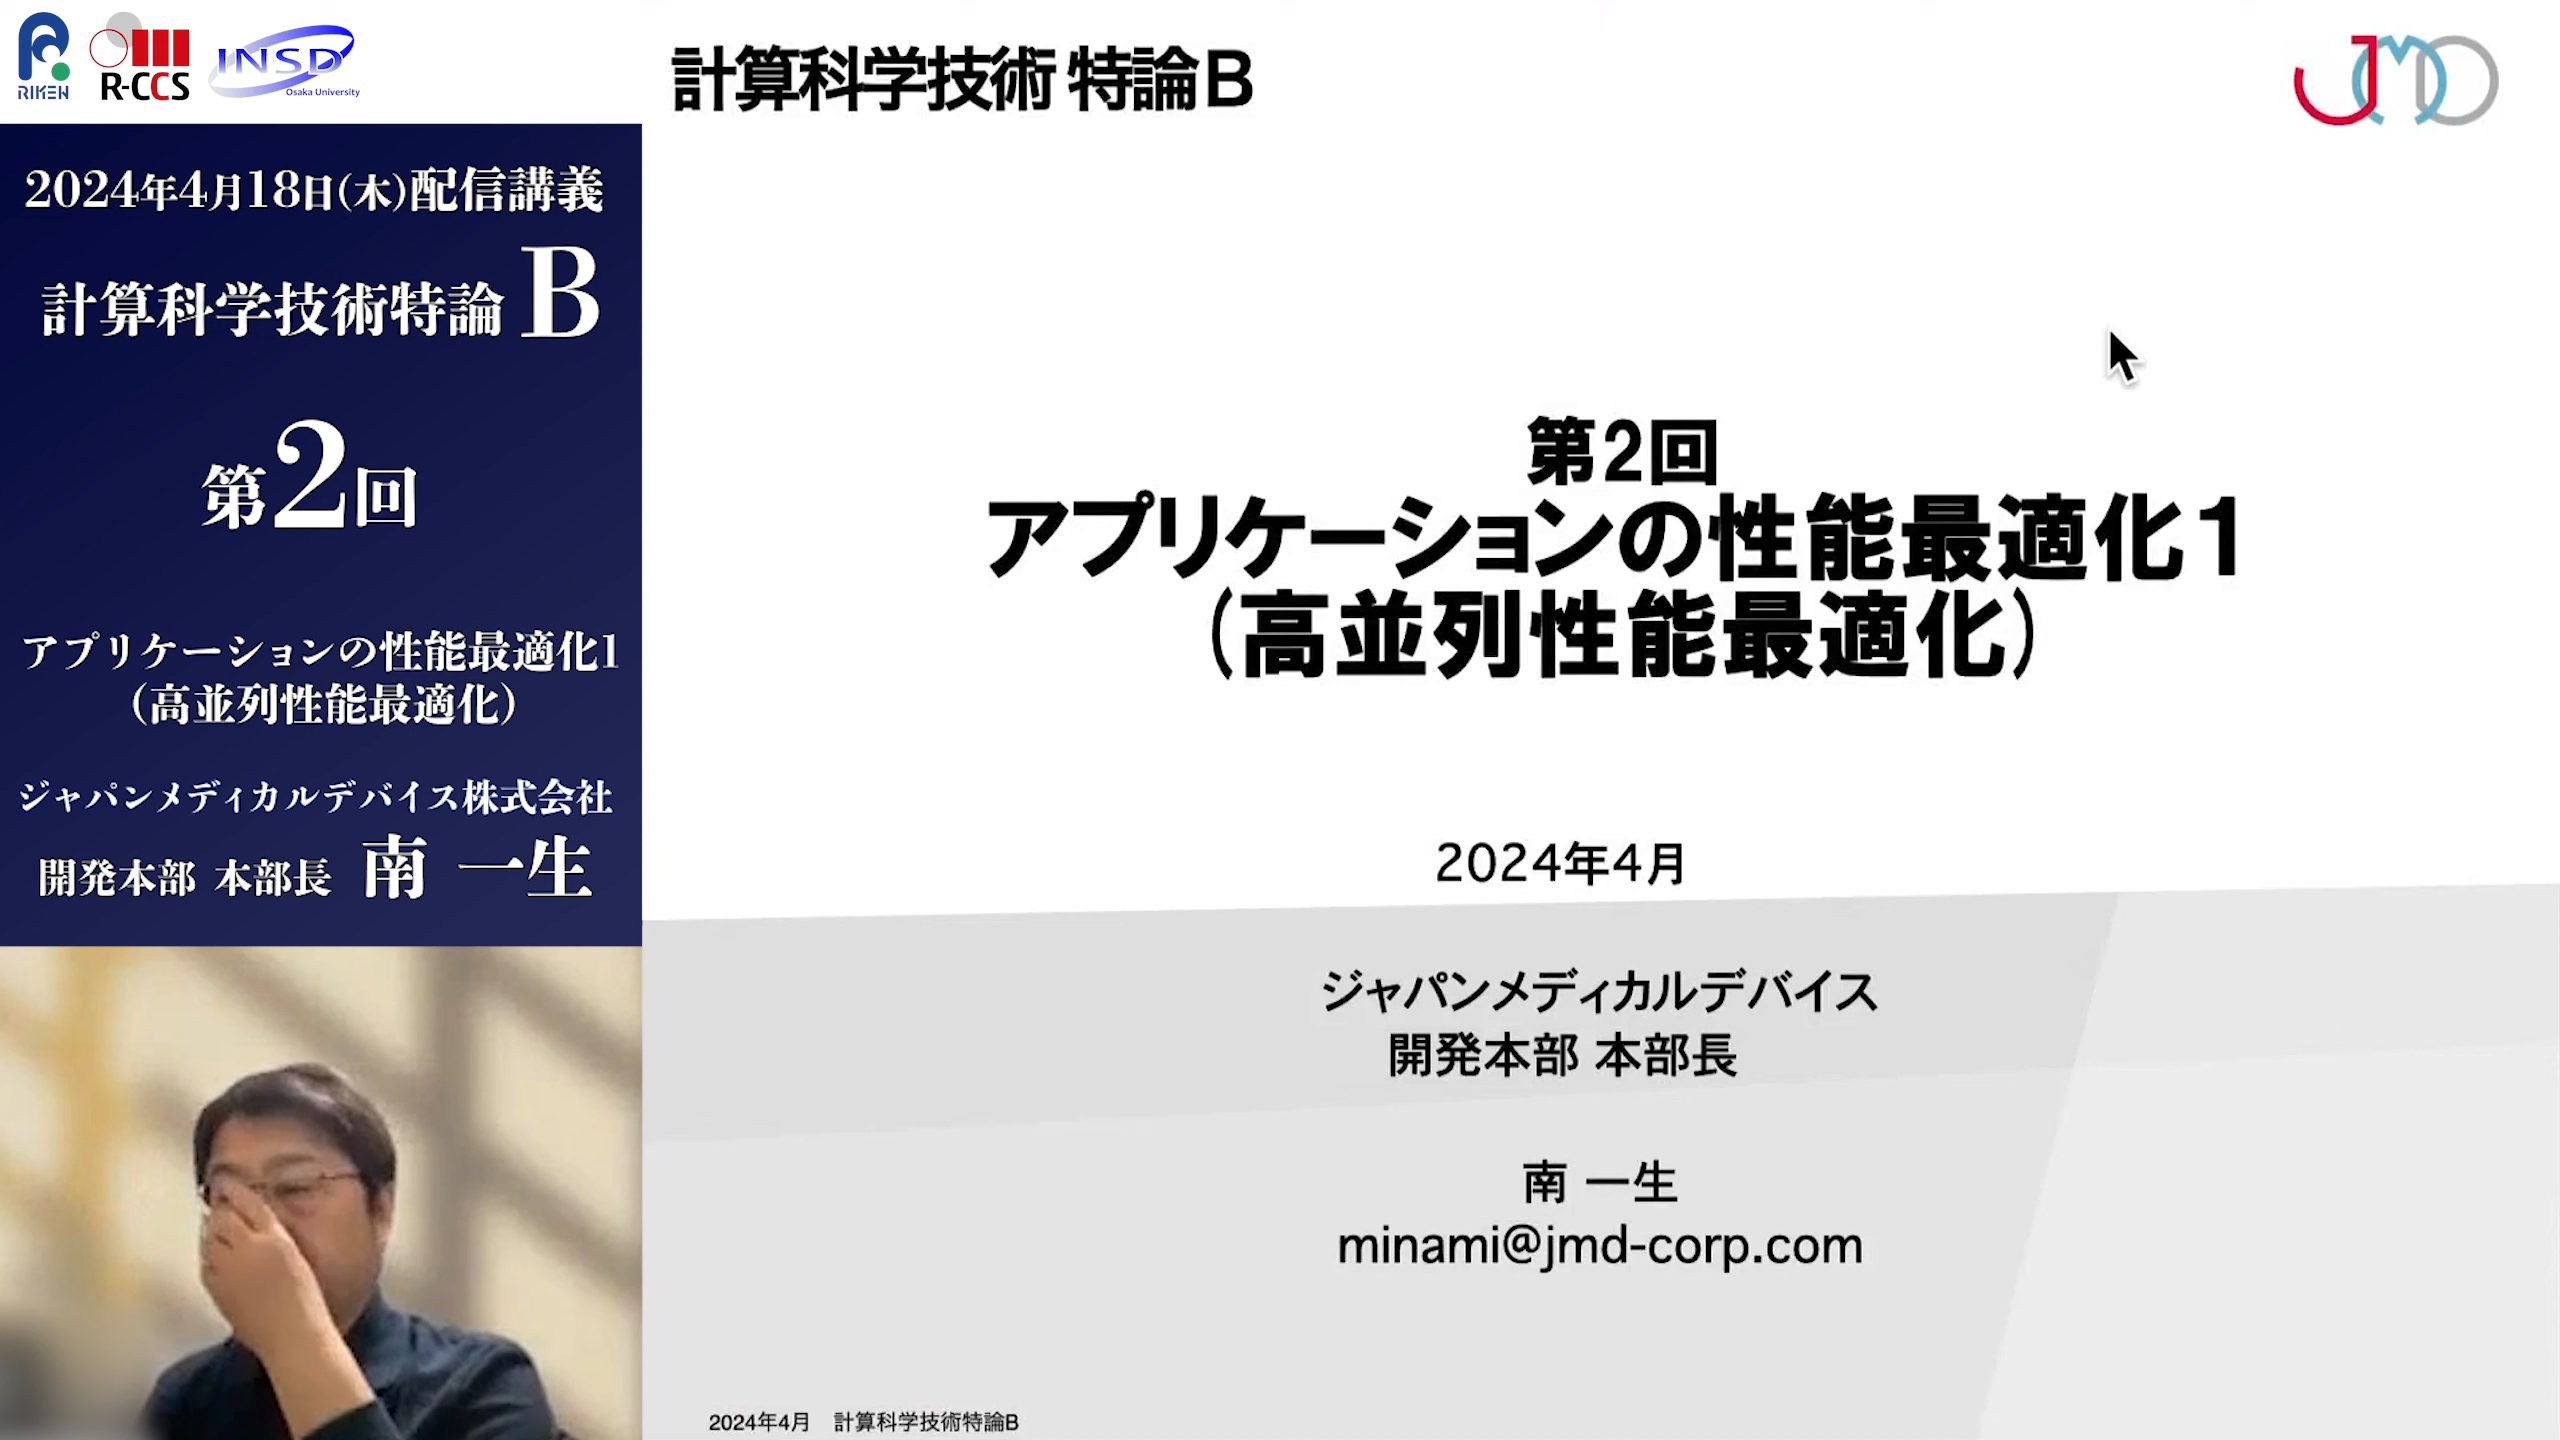 RIKEN
R-CCS
INSD
Osaka University
2024年4月18日(木)配信講義
計算科学技術特論 B
第2回
アプリケーションの性能最適化1
（高並列性能最適化）
ジャパンメディカルデバイス株式会社
開発本部 本部長 南 一生
計算科学技術 特論B
JMD
第2回
アプリケーションの性能最適化１
（高並列性能最適化）
2024年4月
ジャパンメディカルデバイス
開発本部 本部長
南 一生
minami@jmd-corp.com
2024年4月　計算科学技術特論B